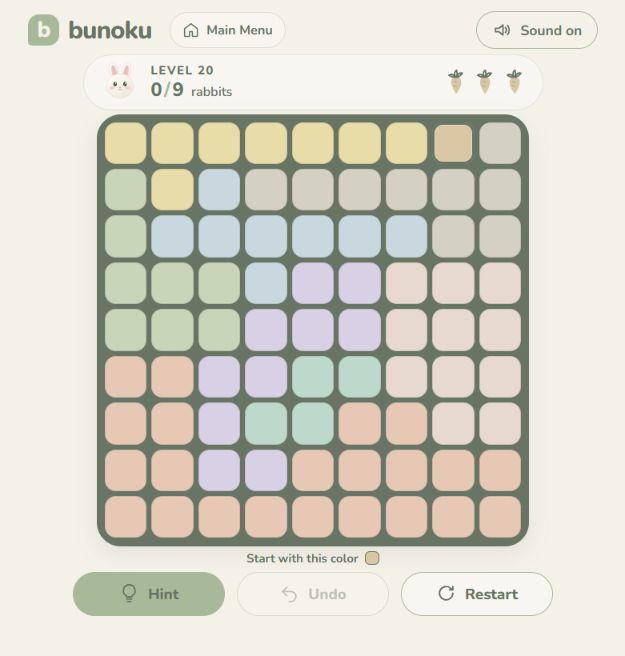 b bunoku
Main Menu
Sound on
LEVEL 20
0/9 rabbits
Start with this color
Hint
Undo
Restart